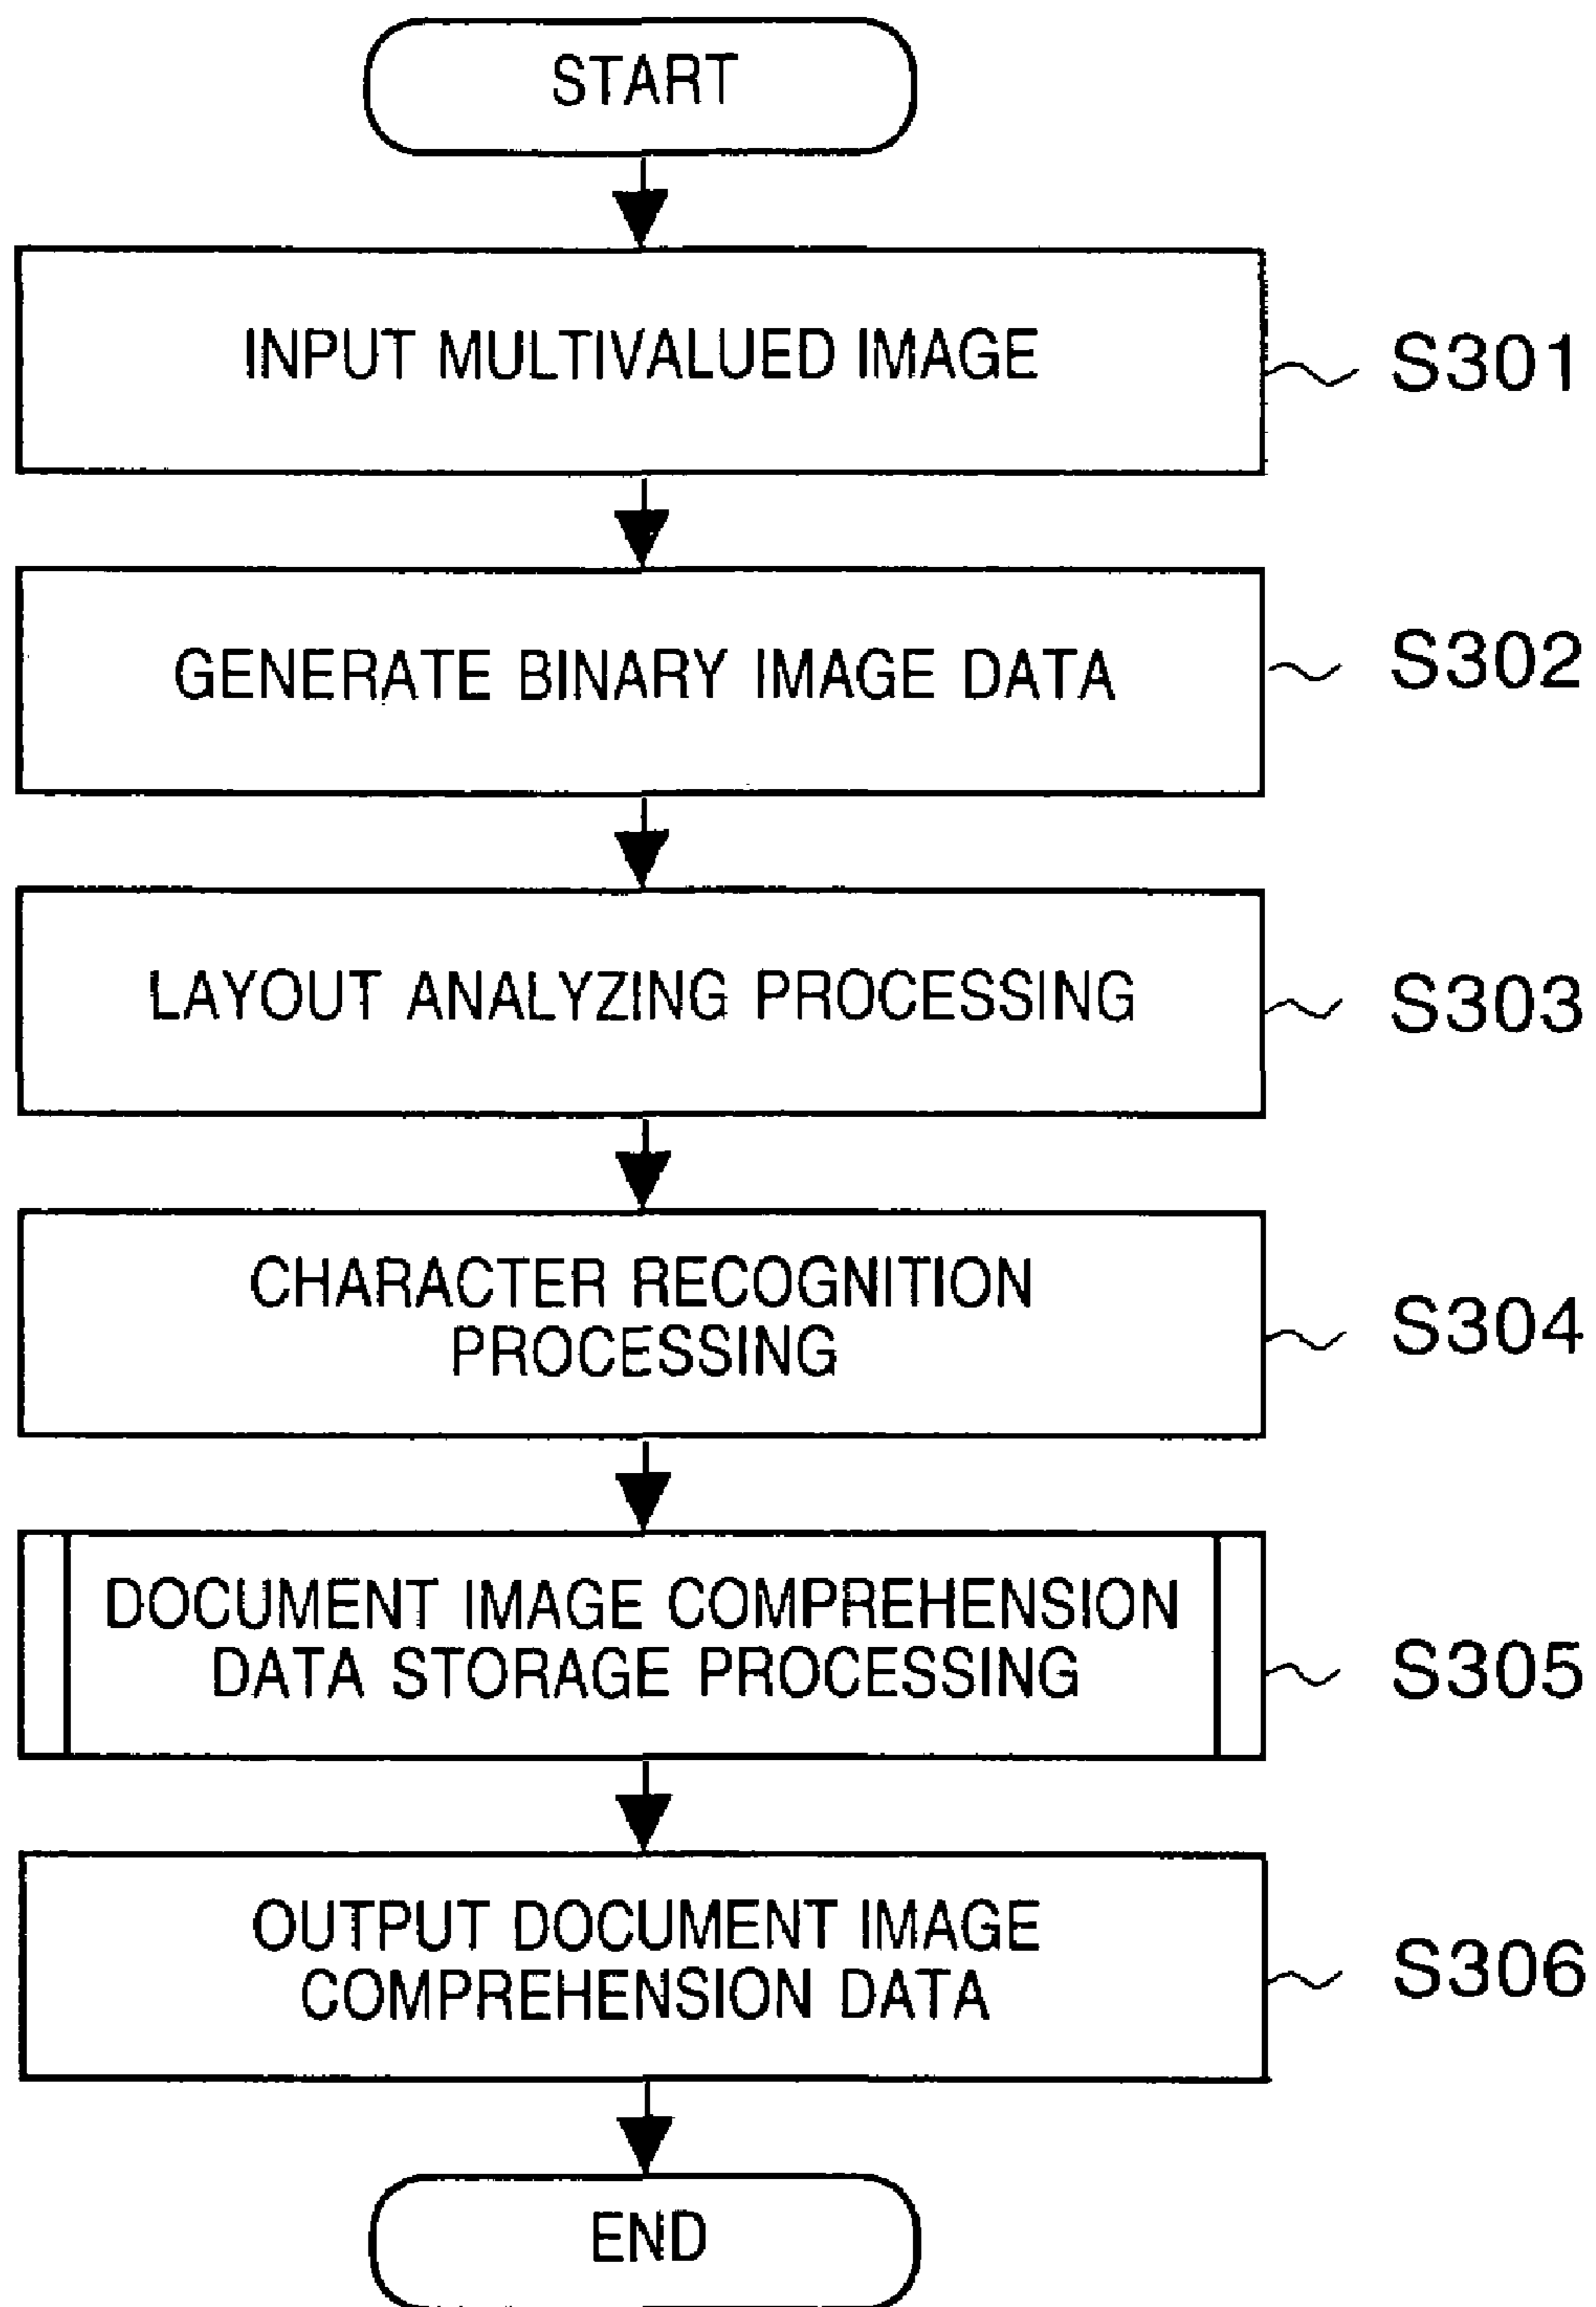 START
INPUT MULTIVALUED IMAGE
S301
GENERATE BINARY IMAGE DATA
S302
LAYOUT ANALYZING PROCESSING
S303
CHARACTER RECOGNITION
PROCESSING
S304
DOCUMENT IMAGE COMPREHENSION
DATA STORAGE PROCESSING
S305
OUTPUT DOCUMENT IMAGE
COMPREHENSION DATA
S306
END